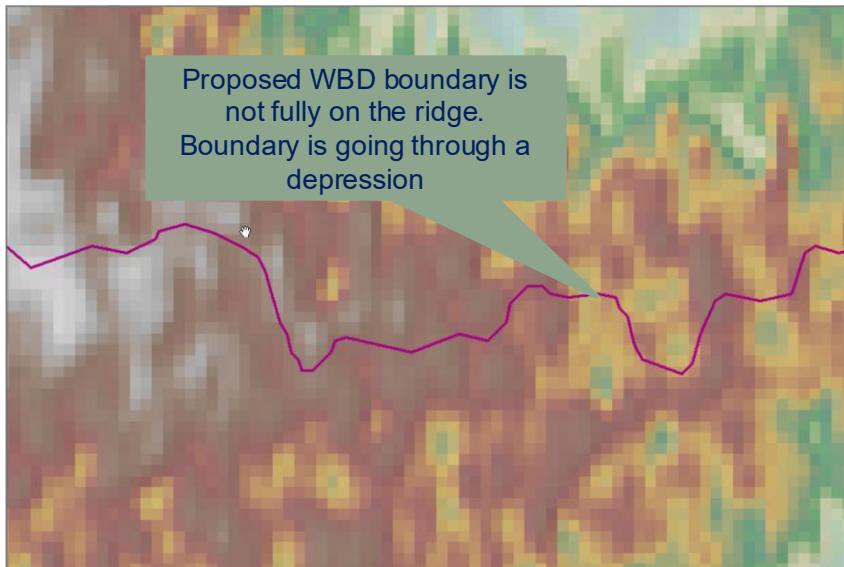 Proposed WBD boundary is
not fully on the ridge.
Boundary is going through a
depression